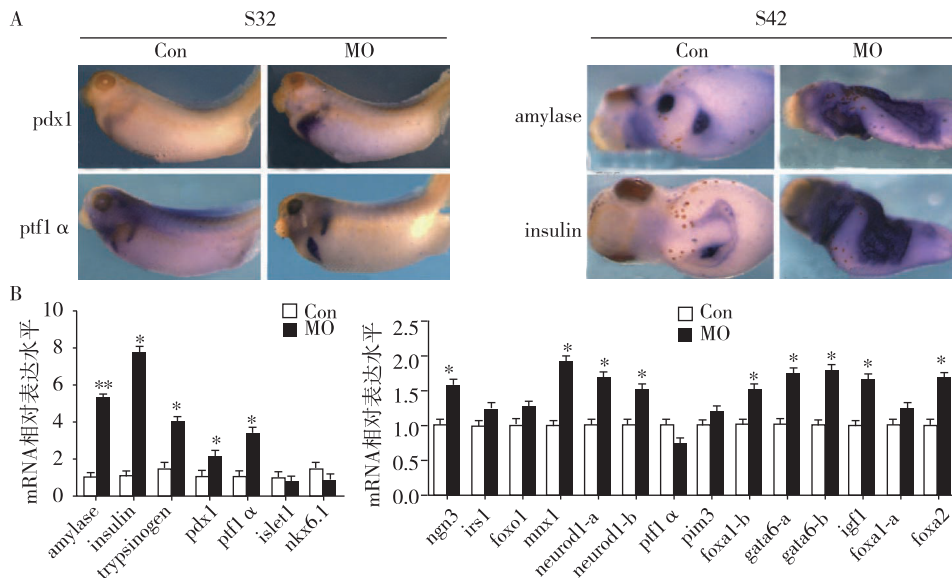 A
S32
S42
Con
MO
Con
MO
pdx1
ptf1 α
amylase
insulin
B
mRNA相对表达水平
10
8
6
4
2
0
Con
MO
**
*
*
*
*
amylase
insulin
trypsinogen
pdx1
ptf1 α
islet1
nkx6.1
mRNA相对表达水平
2.5
2.0
1.5
1.0
0.5
0.0
Con
MO
*
*
*
*
*
*
*
*
*
ngn3
irs1
foxo1
mnx1
neurod1-a
neurod1-b
ptf1 α
pim3
foxa1-b
gata6-a
gata6-b
igf1
foxa1-a
foxa2